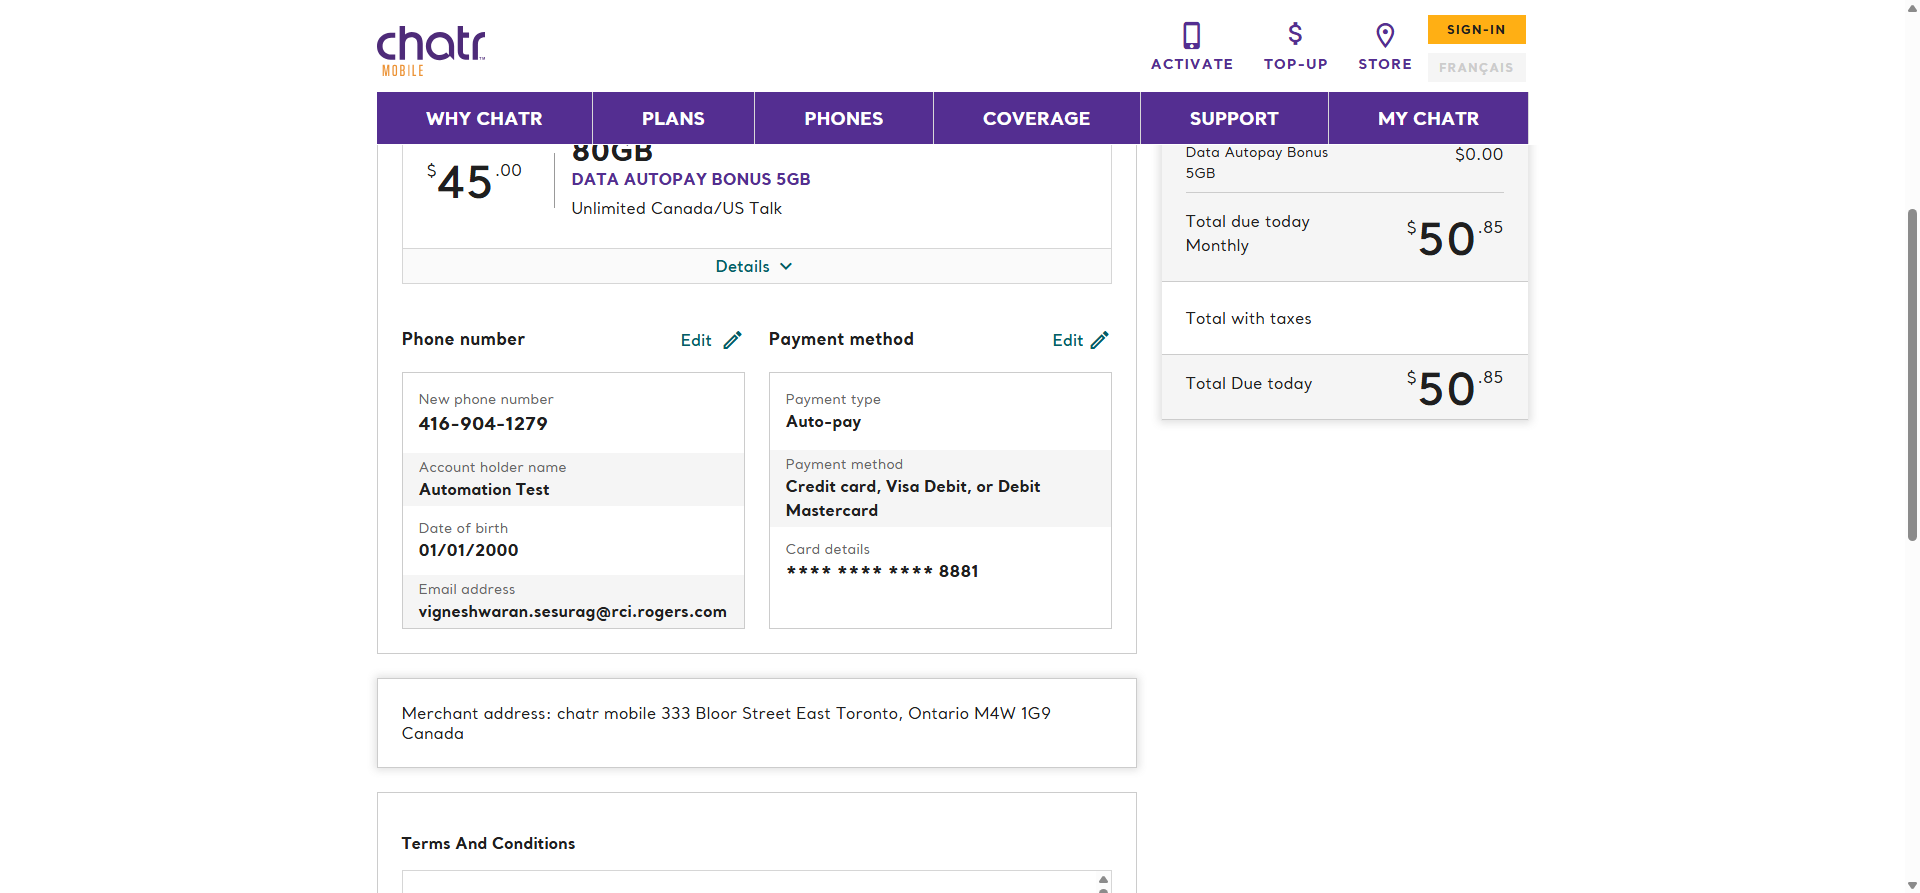 chatr
MOBILE
ACTIVATE
TOP-UP
STORE
SIGN-IN
FRANÇAIS
WHY CHATR
PLANS
PHONES
COVERAGE
SUPPORT
MY CHATR
$45.00
80GB
DATA AUTOPAY BONUS 5GB
Unlimited Canada/US Talk
Details
Phone number
Edit
New phone number
416-904-1279
Account holder name
Automation Test
Date of birth
01/01/2000
Email address
vigneshwaran.sesurag@rci.rogers.com
Payment method
Edit
Payment type
Auto-pay
Payment method
Credit card, Visa Debit, or Debit
Mastercard
Card details
**** **** **** 8881
Merchant address: chatr mobile 333 Bloor Street East Toronto, Ontario M4W 1G9
Canada
Terms And Conditions
Data Autopay Bonus
5GB
$0.00
Total due today
Monthly
$50.85
Total with taxes
Total Due today
$50.85